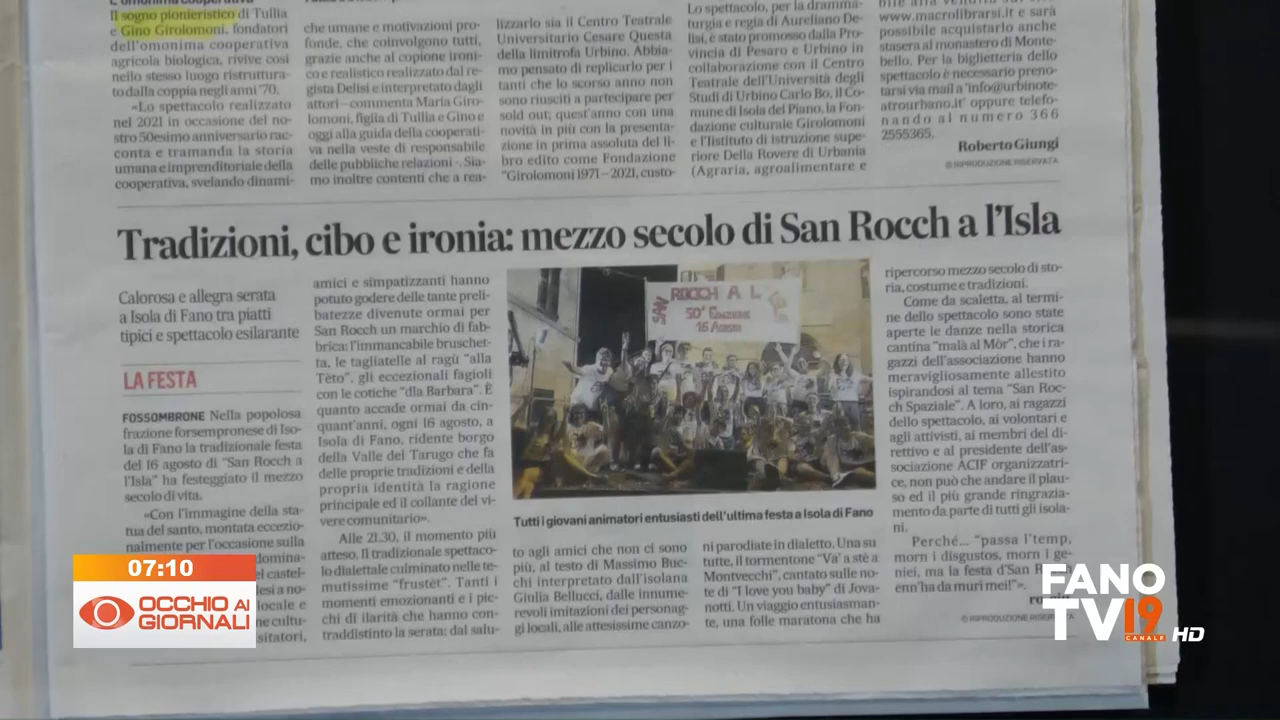 Il sogno pionieristico di Tullia
e Gino Girolomoni, fondatori
dell'omonima cooperativa
agricola biologica, rivive così
nello stesso luogo ristruttura-
to dalla coppia negli anni '70.
«Lo spettacolo realizzato
nel 2021 in occasione del no-
stro 50esimo anniversario rac-
conta e tramanda la storia
umana e imprenditoriale della
cooperativa, svelando dinami-
che umane e motivazioni pro-
fonde, che coinvolgono tutti,
grazie anche al copione ironi-
co e realistico realizzato dal re-
gista Delisi e interpretato dagli
attori – commenta Maria Giro-
lomoni, figlia di Tullia e Gino e
oggi alla guida della cooperati-
va nella veste di responsabile
delle pubbliche relazioni -. Sia-
mo inoltre contenti che a rea-
lizzarlo sia il Centro Teatrale
Universitario Cesare Questa
della limitrofa Urbino. Abbia-
mo pensato di replicarlo per i
tanti che lo scorso anno non
sono riusciti a partecipare per
sold out; quest'anno con una
novità in più con la presenta-
zione in prima assoluta del li-
bro edito come Fondazione
"Girolomoni 1971 – 2021, custo-
Lo spettacolo, per la dramma-
turgia e regia di Aureliano De-
lisi, è stato promosso dalla Pro-
vincia di Pesaro e Urbino in
collaborazione con il Centro
Teatrale dell'Università degli
Studi di Urbino Carlo Bo, il Co-
mune di Isola del Piano, la Fon-
dazione culturale Girolomoni
e l'Istituto di istruzione supe-
riore Della Rovere di Urbania
(Agraria, agroalimentare e
www.macrolibrarsi.it e sarà
possibile acquistarlo anche
stasera al monastero di Monte-
bello. Per la biglietteria dello
spettacolo è necessario preno-
tarsi via mail a 'info@urbinote-
atrourbano.it' oppure telefo-
nando al numero 366
2555365.
Roberto Giungi
© RIPRODUZIONE RISERVATA
Tradizioni, cibo e ironia: mezzo secolo di San Rocch a l'Isla
Calorosa e allegra serata
a Isola di Fano tra piatti
tipici e spettacolo esilarante
LA FESTA
FOSSOMBRONE Nella popolosa
frazione forsempronese di Iso-
la di Fano la tradizionale festa
del 16 agosto di "San Rocch a
l'Isla" ha festeggiato il mezzo
secolo di vita.
«Con l'immagine della sta-
tua del santo, montata eccezio-
nalmente per l'occasione sulla
amici e simpatizzanti hanno
potuto godere delle tante preli-
batezze divenute ormai per
San Rocch un marchio di fab-
brica: l'immancabile bruschet-
ta, le tagliatelle al ragù "alla
Tèto", gli eccezionali fagioli
con le cotiche "dla Barbara". È
quanto accade ormai da cin-
quant'anni, ogni 16 agosto, a
Isola di Fano, ridente borgo
della Valle del Tarugo che fa
delle proprie tradizioni e della
propria identità la ragione
principale ed il collante del vi-
vere comunitario».
Alle 21.30, il momento più
atteso. Il tradizionale spettaco-
lo dialettale culminato nelle te-
mutissime "frustèt". Tanti i
momenti emozionanti e i pic-
chi di ilarità che hanno con-
traddistinto la serata: dal salu-
SAN ROCCH A L'
50° EDIZIONE
16 AGOSTO
Tutti i giovani animatori entusiasti dell'ultima festa a Isola di Fano
to agli amici che non ci sono
più, al testo di Massimo Buc-
chi interpretato dall'isolana
Giulia Bellucci, dalle innume-
revoli imitazioni dei personag-
gi locali, alle attesissime canzo-
ni parodiate in dialetto. Una su
tutte, il tormentone "Va' a stè a
Montvecchi", cantato sulle no-
te di "I love you baby" di Jova-
notti. Un viaggio entusiasman-
te, una folle maratona che ha
ripercorso mezzo secolo di sto-
ria, costume e tradizioni.
Come da scaletta, al termi-
ne dello spettacolo sono state
aperte le danze nella storica
cantina "malà al Mòr", che i ra-
gazzi dell'associazione hanno
meravigliosamente allestito
ispirandosi al tema "San Roc-
ch Spaziale". A loro, ai ragazzi
dello spettacolo, ai volontari e
agli attivisti, ai membri del di-
rettivo e al presidente dell'as-
sociazione ACIF organizzatri-
ce, non può che andare il plau-
so ed il più grande ringrazia-
mento da parte di tutti gli isola-
ni.
Perché... "passa l'temp,
morn i disgusti, morn i ge-
niei, ma la festa d'San R
enn'ha da muri mei!".
© RIPRODUZIONE RISERVATA
07:10
OCCHIO AI
GIORNALI
FANO
TV19
CANALE
HD